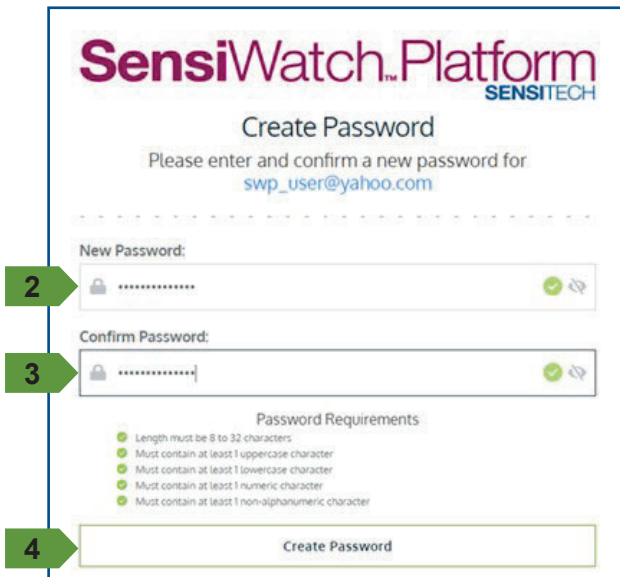 SensiWatch™ Platform
SENSITECH
Create Password
Please enter and confirm a new password for
swp_user@yahoo.com
New Password:
2
••••••••••••••
Confirm Password:
3
••••••••••••••
Password Requirements
Length must be 8 to 32 characters
Must contain at least 1 uppercase character
Must contain at least 1 lowercase character
Must contain at least 1 numeric character
Must contain at least 1 non-alphanumeric character
4
Create Password